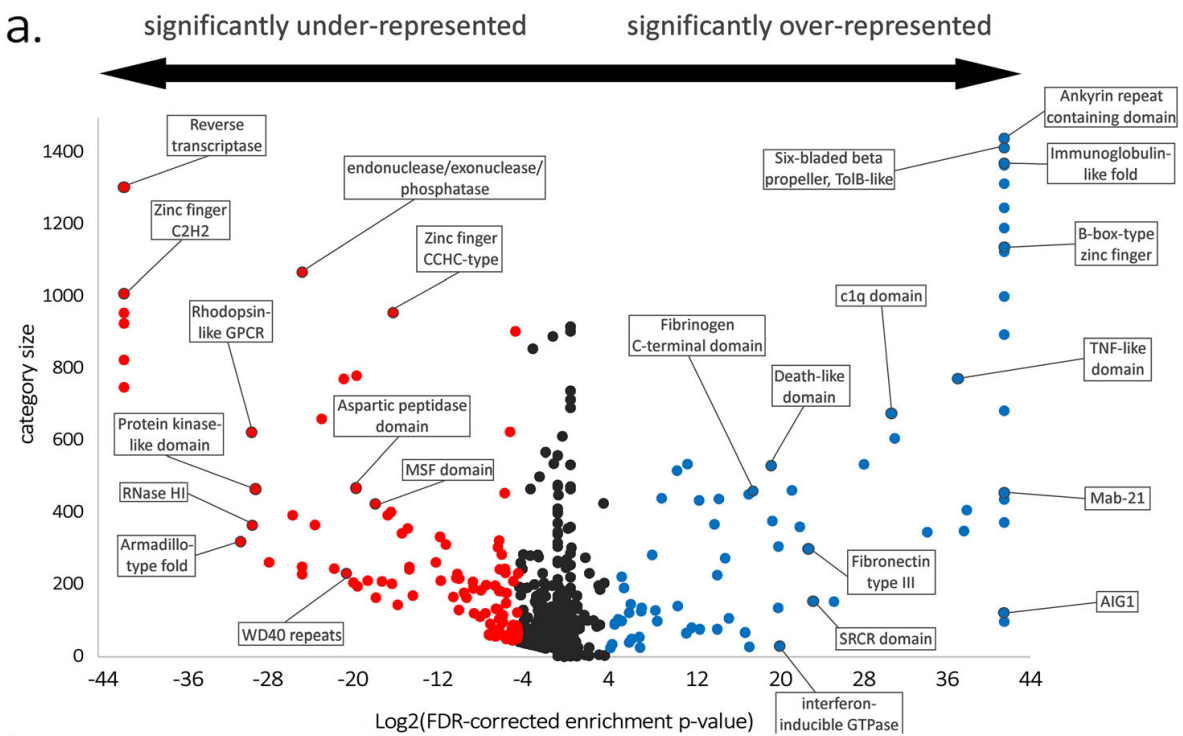 a.
significantly under-represented
significantly over-represented
Reverse
transcriptase
Zinc finger
C2H2
endonuclease/exonuclease/
phosphatase
Zinc finger
CCHC-type
Rhodopsin-
like GPCR
Protein kinase-
like domain
RNase HI
Armadillo-
type fold
Aspartic peptidase
domain
MSF domain
WD40 repeats
Ankyrin repeat
containing domain
Six-bladed beta
propeller, TolB-like
Immunoglobulin-
like fold
B-box-type
zinc finger
c1q domain
Fibrinogen
C-terminal domain
Death-like
domain
TNF-like
domain
Mab-21
Fibronectin
type III
SRCR domain
AIG1
interferon-
inducible GTPase
category size
1400
1200
1000
800
600
400
200
0
-44 -36 -28 -20 -12 -4 4 12 20 28 36 44
Log2(FDR-corrected enrichment p-value)